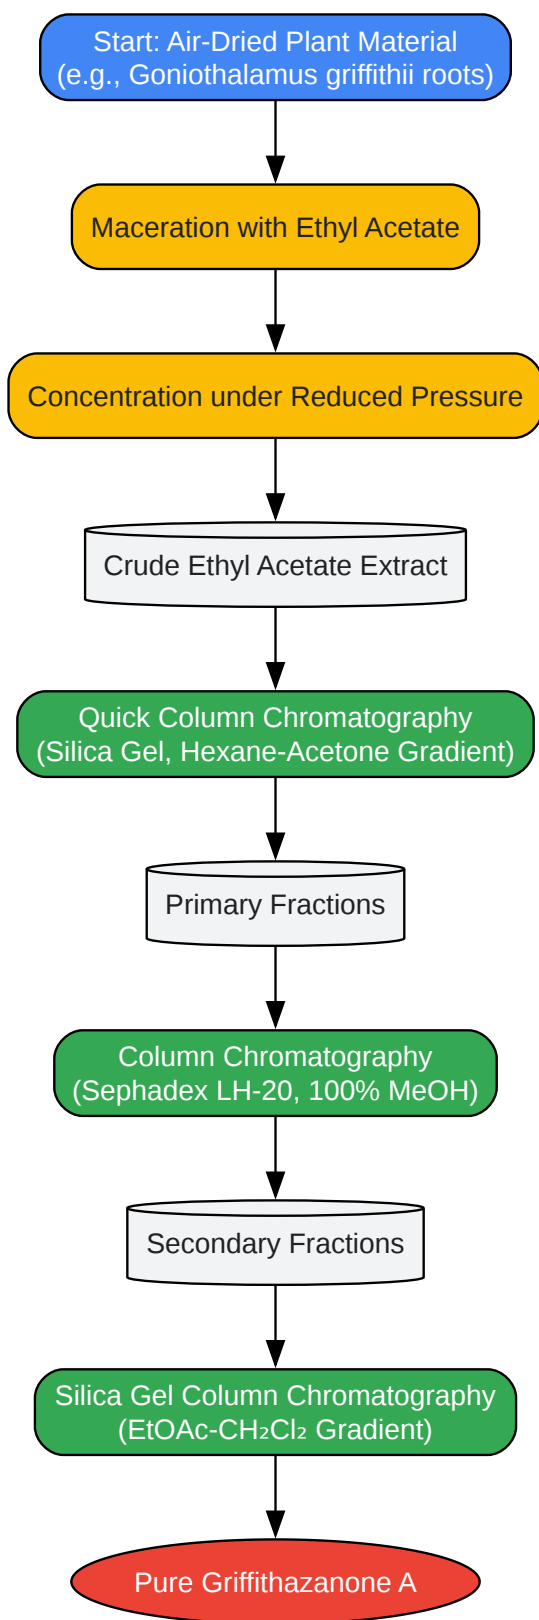 Start: Air-Dried Plant Material
(e.g., Goniothalamus griffithii roots)
Maceration with Ethyl Acetate
Concentration under Reduced Pressure
Crude Ethyl Acetate Extract
Quick Column Chromatography
(Silica Gel, Hexane-Acetone Gradient)
Primary Fractions
Column Chromatography
(Sephadex LH-20, 100% MeOH)
Secondary Fractions
Silica Gel Column Chromatography
(EtOAc-CH₂Cl₂ Gradient)
Pure Griffithazanone A